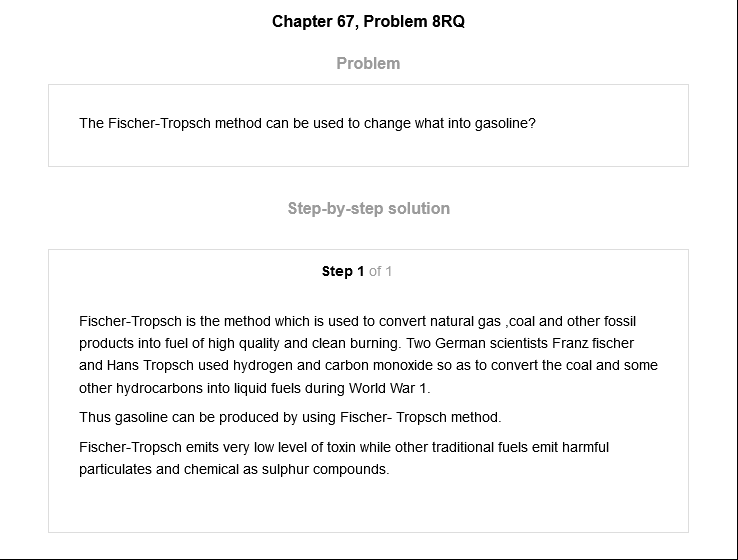 Chapter 67, Problem 8RQ
Problem
The Fischer-Tropsch method can be used to change what into gasoline?
Step-by-step solution
Step 1 of 1
Fischer-Tropsch is the method which is used to convert natural gas ,coal and other fossil
products into fuel of high quality and clean burning. Two German scientists Franz fischer
and Hans Tropsch used hydrogen and carbon monoxide so as to convert the coal and some
other hydrocarbons into liquid fuels during World War 1.
Thus gasoline can be produced by using Fischer- Tropsch method.
Fischer-Tropsch emits very low level of toxin while other traditional fuels emit harmful
particulates and chemical as sulphur compounds.